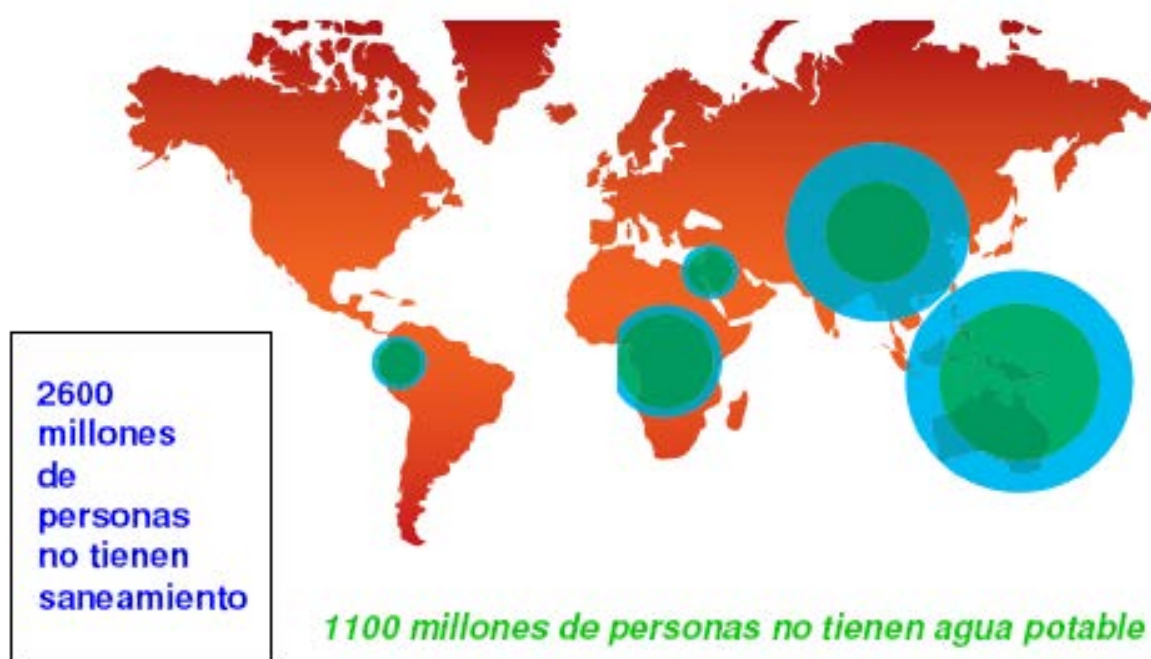 2600
millones
de
personas
no tienen
saneamiento
1100 millones de personas no tienen agua potable